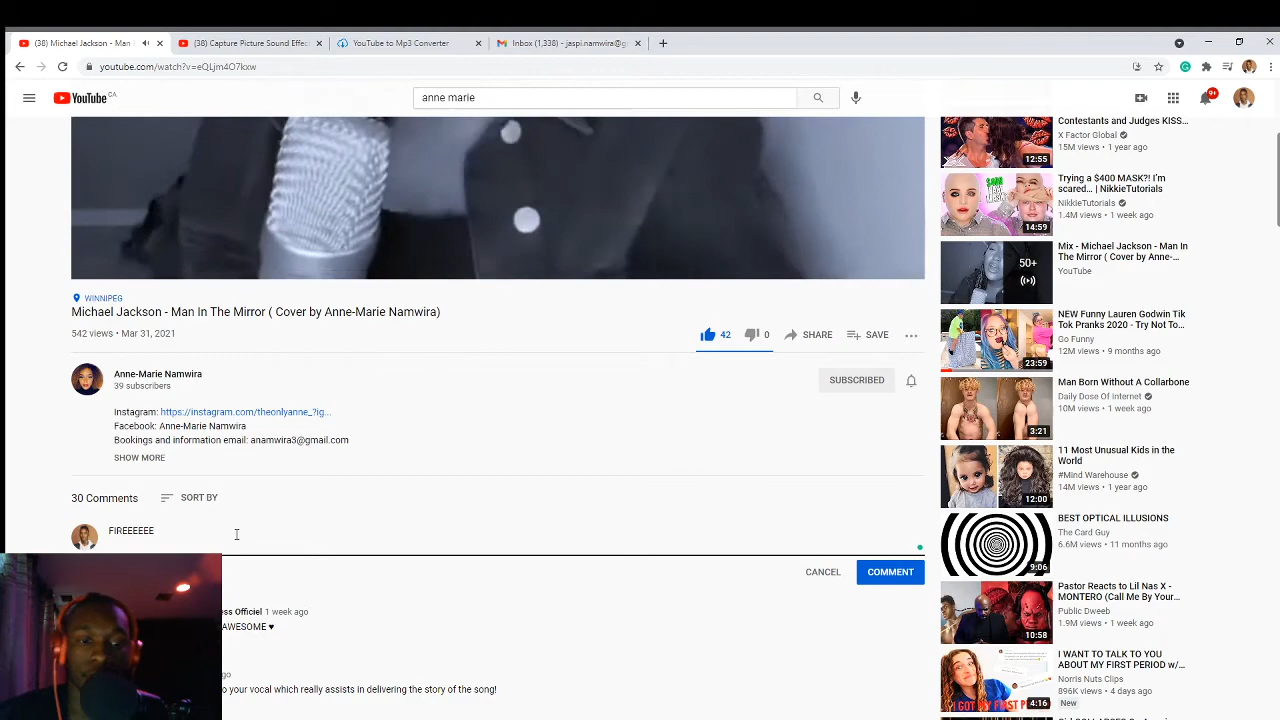 (38) Michael Jackson - Man
(38) Capture Picture Sound Effec
YouTube to Mp3 Converter
Inbox (1,338) - jaspi.namwira@g
youtube.com/watch?v=eQLjm4O7kxw
YouTube CA
anne marie
9+
WINNIPEG
Michael Jackson - Man In The Mirror ( Cover by Anne-Marie Namwira)
542 views • Mar 31, 2021
42
0
SHARE
SAVE
Anne-Marie Namwira
39 subscribers
SUBSCRIBED
Instagram: https://instagram.com/theonlyanne_?ig...
Facebook: Anne-Marie Namwira
Bookings and information email: anamwira3@gmail.com
SHOW MORE
30 Comments
SORT BY
FIREEEEEE
CANCEL
COMMENT
ss Officiel 1 week ago
AWESOME ♥
go
o your vocal which really assists in delivering the story of the song!
Contestants and Judges KISS...
X Factor Global
15M views • 1 year ago
12:55
Trying a $400 MASK?! I'm
scared... | NikkieTutorials
NikkieTutorials
1.4M views • 1 week ago
14:59
Mix - Michael Jackson - Man In
The Mirror ( Cover by Anne-...
YouTube
50+
NEW Funny Lauren Godwin Tik
Tok Pranks 2020 - Try Not To...
Go Funny
12M views • 9 months ago
23:59
Man Born Without A Collarbone
Daily Dose Of Internet
10M views • 1 week ago
3:21
11 Most Unusual Kids in the
World
#Mind Warehouse
14M views • 1 year ago
12:00
BEST OPTICAL ILLUSIONS
The Card Guy
6.6M views • 11 months ago
9:06
Pastor Reacts to Lil Nas X -
MONTERO (Call Me By Your...
Public Dweeb
1.9M views • 1 week ago
10:58
I WANT TO TALK TO YOU
ABOUT MY FIRST PERIOD w/...
Norris Nuts Clips
896K views • 4 days ago
New
4:16